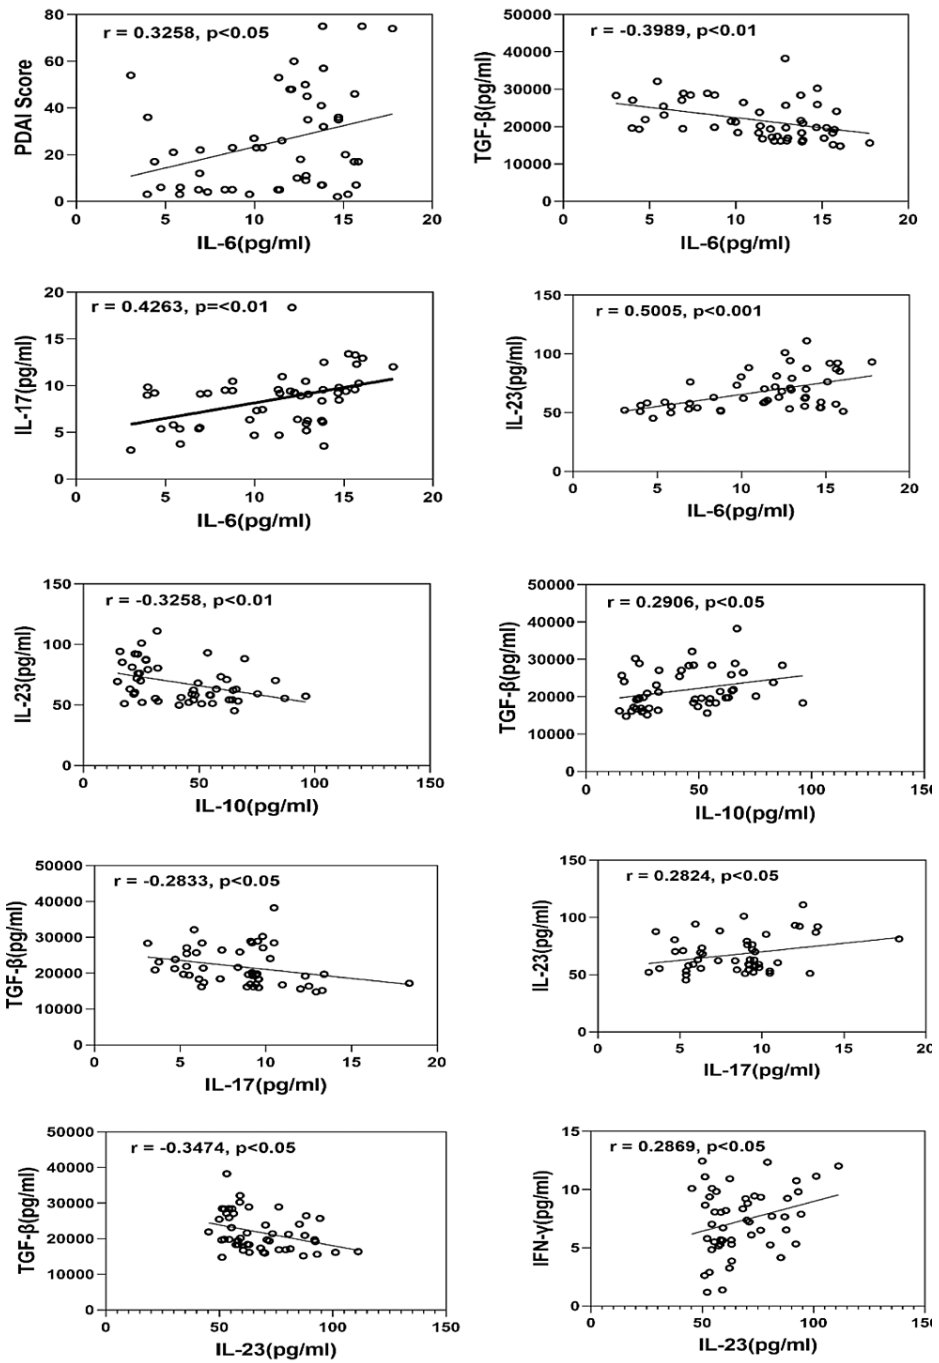 r = 0.3258, p<0.05
80
60
40
20
0
PDAI Score
0 5 10 15 20
IL-6(pg/ml)
r = -0.3989, p<0.01
50000
40000
30000
20000
10000
0
TGF-β(pg/ml)
0 5 10 15 20
IL-6(pg/ml)
r = 0.4263, p=<0.01
20
15
10
5
0
IL-17(pg/ml)
0 5 10 15 20
IL-6(pg/ml)
r = 0.5005, p<0.001
150
100
50
0
IL-23(pg/ml)
0 5 10 15 20
IL-6(pg/ml)
r = -0.3258, p<0.01
150
100
50
0
IL-23(pg/ml)
0 50 100 150
IL-10(pg/ml)
r = 0.2906, p<0.05
50000
40000
30000
20000
10000
0
TGF-β(pg/ml)
0 50 100 150
IL-10(pg/ml)
r = -0.2833, p<0.05
50000
40000
30000
20000
10000
0
TGF-β(pg/ml)
0 5 10 15 20
IL-17(pg/ml)
r = 0.2824, p<0.05
150
100
50
0
IL-23(pg/ml)
0 5 10 15 20
IL-17(pg/ml)
r = -0.3474, p<0.05
50000
40000
30000
20000
10000
0
TGF-β(pg/ml)
0 50 100 150
IL-23(pg/ml)
r = 0.2869, p<0.05
15
10
5
0
IFN-γ(pg/ml)
0 50 100 150
IL-23(pg/ml)